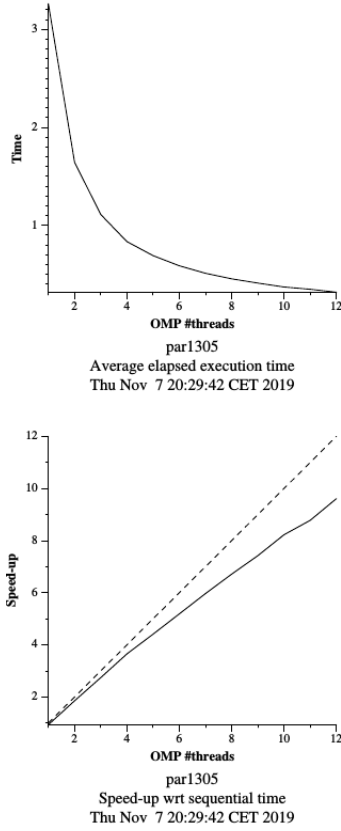 3
2
1
Time
2 4 6 8 10 12
OMP #threads
par1305
Average elapsed execution time
Thu Nov 7 20:29:42 CET 2019
12
10
8
6
4
2
Speed-up
2 4 6 8 10 12
OMP #threads
par1305
Speed-up wrt sequential time
Thu Nov 7 20:29:42 CET 2019